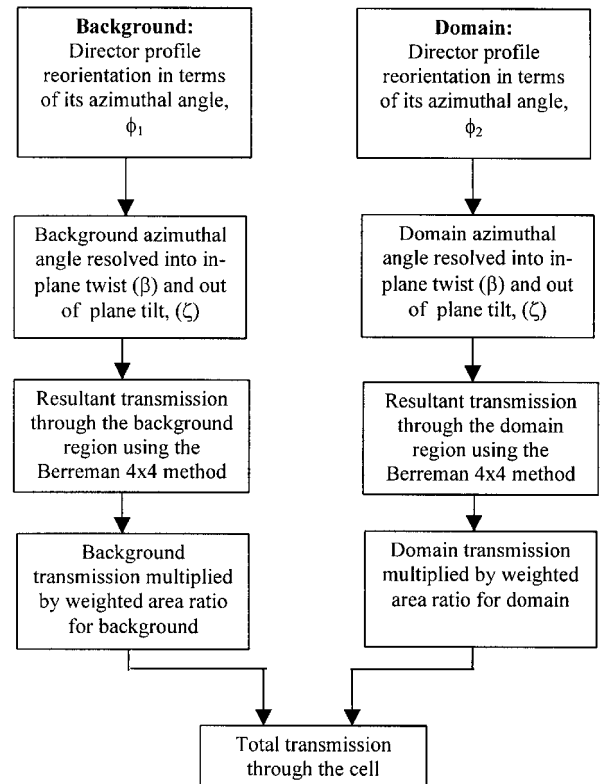 Background:
Director profile
reorientation in terms
of its azimuthal angle,
ϕ₁
Background azimuthal
angle resolved into in-
plane twist (β) and out
of plane tilt, (ζ)
Resultant transmission
through the background
region using the
Berreman 4x4 method
Background
transmission multiplied
by weighted area ratio
for background
Domain:
Director profile
reorientation in terms
of its azimuthal angle,
ϕ₂
Domain azimuthal
angle resolved into in-
plane twist (β) and out
of plane tilt, (ζ)
Resultant transmission
through the domain
region using the
Berreman 4x4 method
Domain transmission
multiplied by weighted
area ratio for domain
Total transmission
through the cell